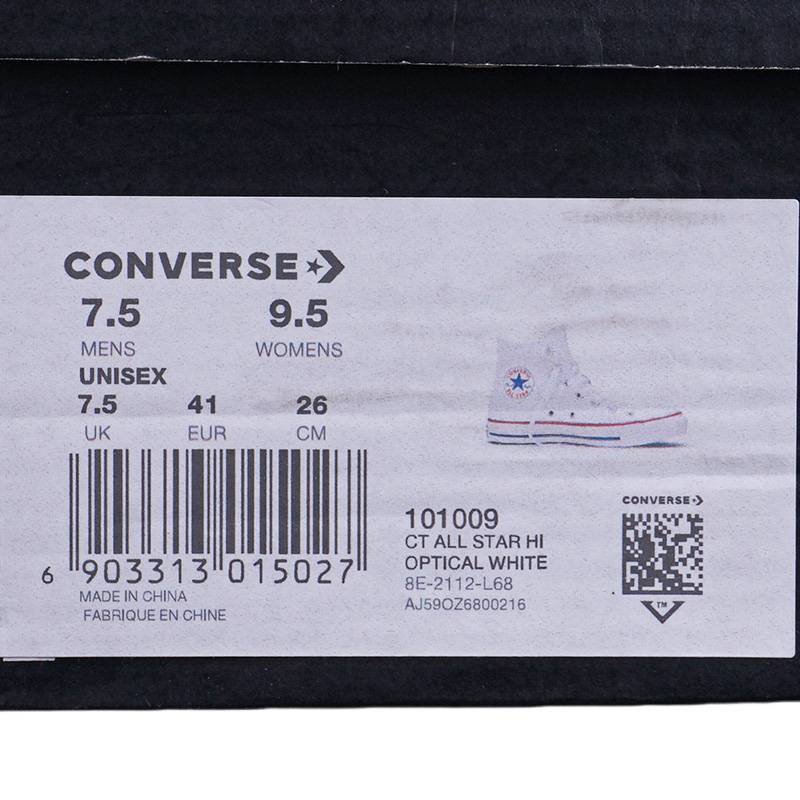 CONVERSE
7.5 9.5
MENS WOMENS
UNISEX
7.5 41 26
UK EUR CM
CONVERSE
101009
CT ALL STAR HI
OPTICAL WHITE
8E-2112-L68
AJ59OZ6800216
TM
6 903313 015027
MADE IN CHINA
FABRIQUE EN CHINE